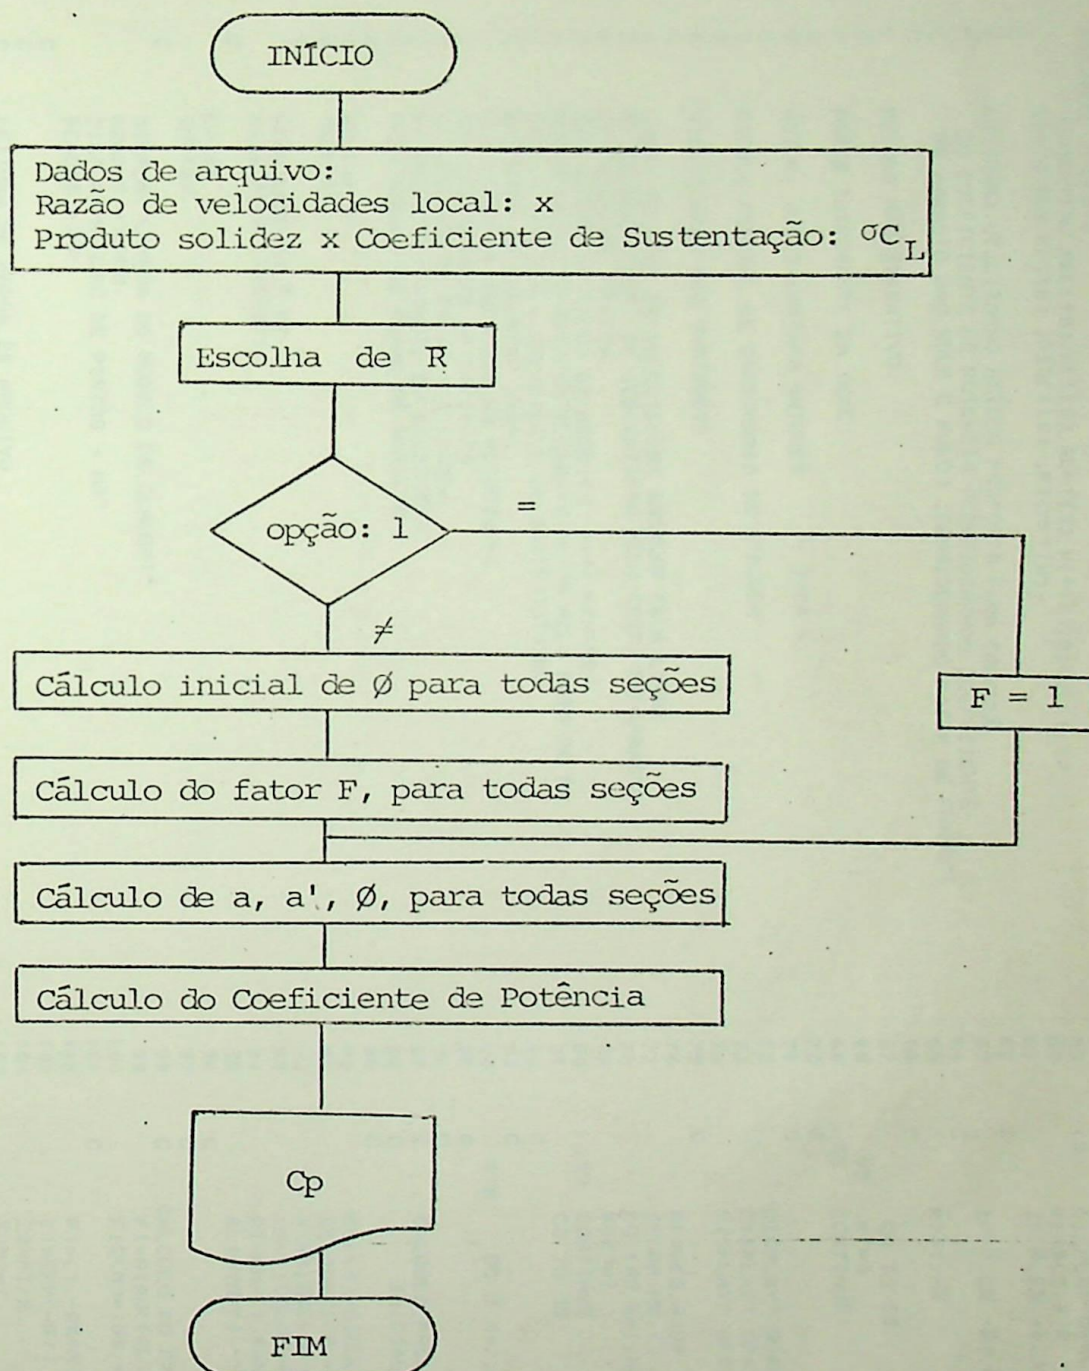 INÍCIO
Dados de arquivo:
Razão de velocidades local: x
Produto solidez x Coeficiente de Sustentação: σC_L
Escolha de R
opção: 1
=
≠
Cálculo inicial de Ø para todas seções
F = 1
Cálculo do fator F, para todas seções
Cálculo de a, a', Ø, para todas seções
Cálculo do Coeficiente de Potência
Cp
FIM